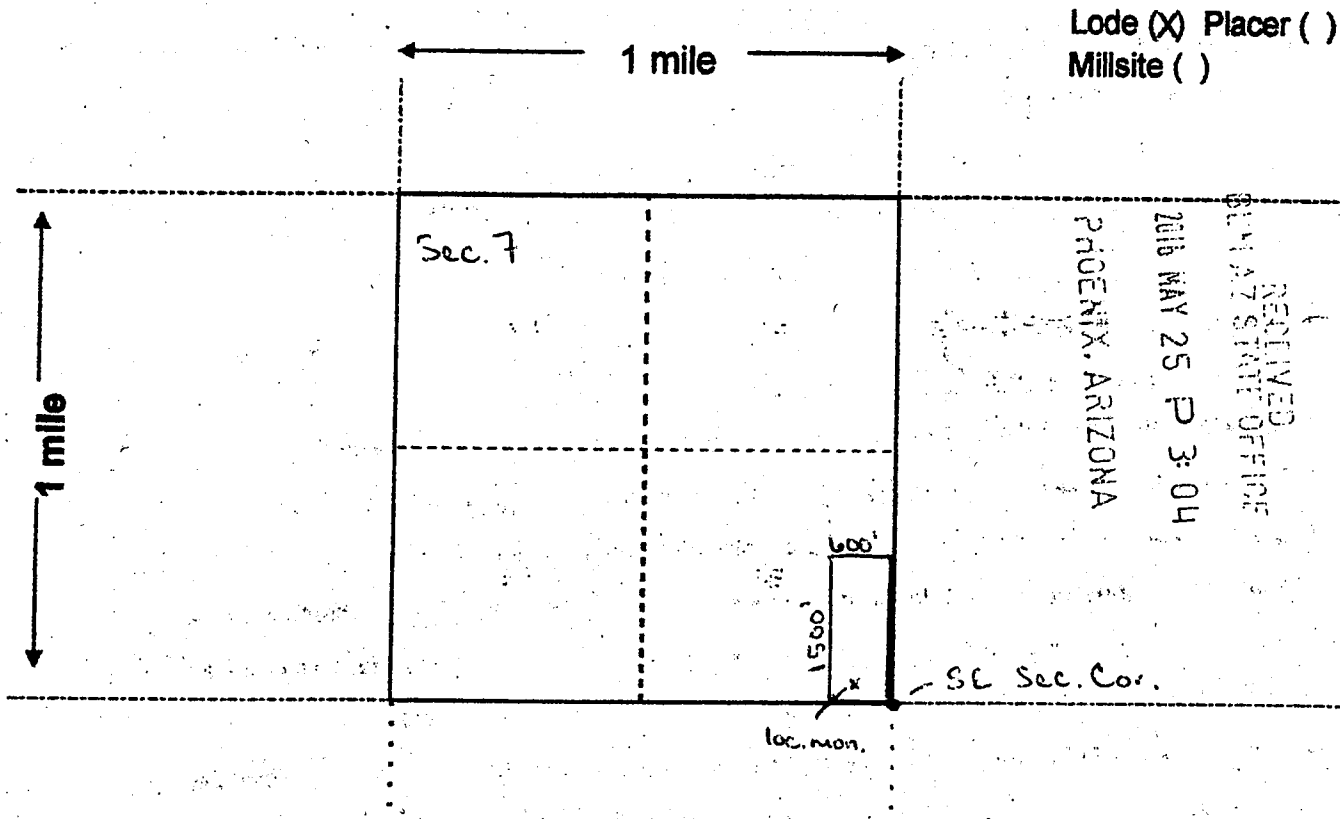 Lode (X) Placer ( )
Millsite ( )
1 mile
1 mile
Sec. 7
RECEIVED
BLM AZ STATE OFFICE
MAY 25 P 3:04
PHOENIX, ARIZONA
600'
1500'
x
loc. mon.
SE Sec. Cor.